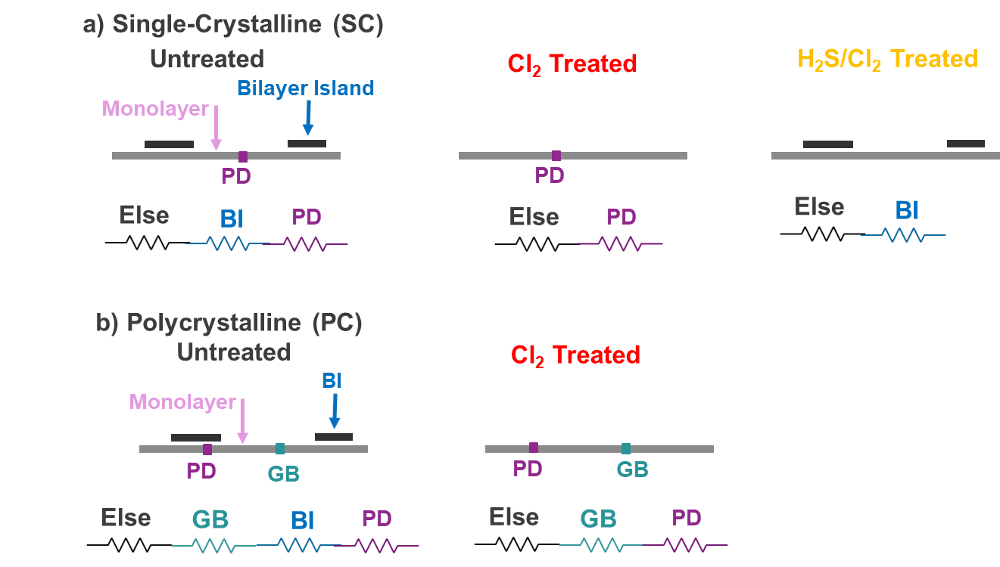 a) Single-Crystalline (SC)
Untreated
Cl₂ Treated
H₂S/Cl₂ Treated
Bilayer Island
Monolayer
PD
PD
Else BI PD
Else PD
Else BI
b) Polycrystalline (PC)
Untreated
Cl₂ Treated
BI
Monolayer
PD GB
PD GB
Else GB BI PD
Else GB PD